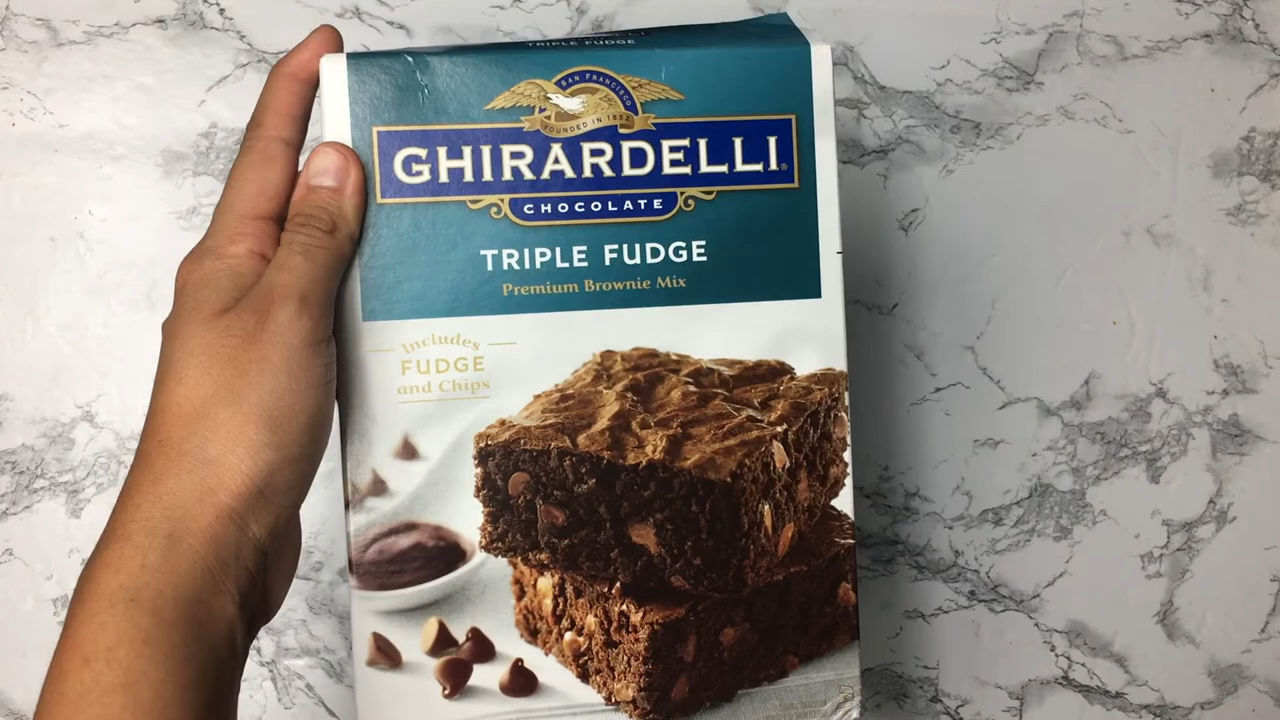 TRIPLE FUDGE
SAN FRANCISCO
FOUNDED IN 1852
GHIRARDELLI®
CHOCOLATE
TRIPLE FUDGE
Premium Brownie Mix
Includes
FUDGE
and Chips